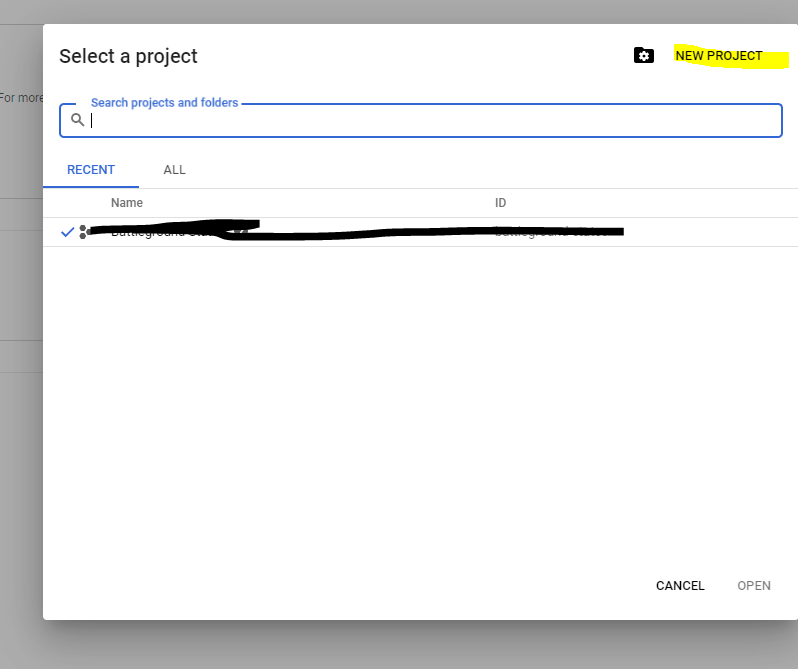 Select a project
NEW PROJECT
For more
Search projects and folders
RECENT
ALL
Name
ID
CANCEL
OPEN